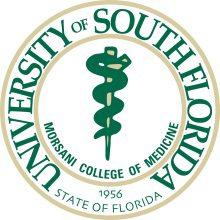 UNIVERSITY OF SOUTH FLORIDA
MORSANI COLLEGE OF MEDICINE
1956
STATE OF FLORIDA